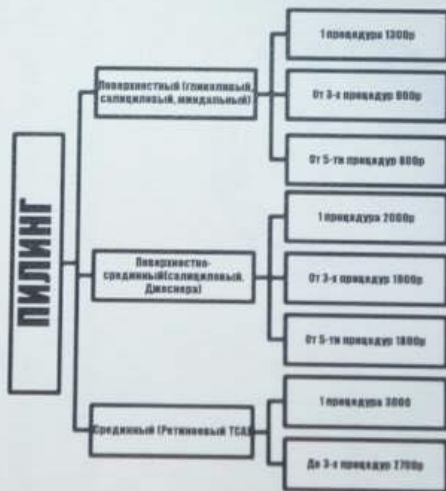 ПИЛИНГ
Поверхностный (гликолевый,
салициловый, миндальный)
1 процедура 1300р
От 3-х процедур 900р
От 5-ти процедур 800р
Поверхностно-
срединный(салициловый,
Джеснера)
1 процедура 2000р
От 3-х процедур 1900р
От 5-ти процедур 1800р
Срединный (Ретиноевый ТСА)
1 процедура 3000
До 3-х процедур 2700р